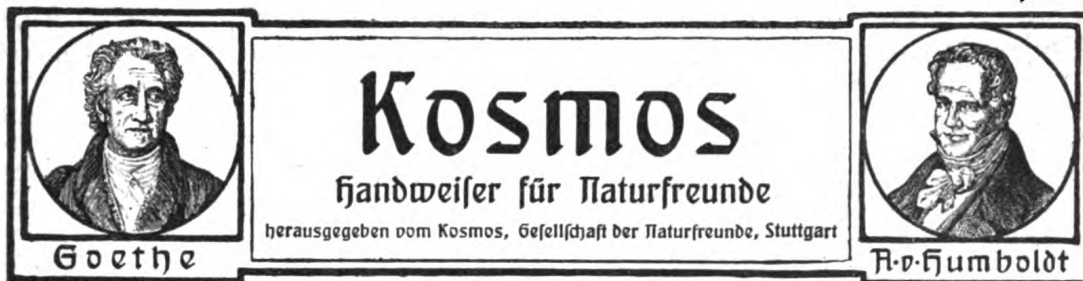 Kosmos
Handweiser für Naturfreunde
herausgegeben vom Kosmos, Gesellschaft der Naturfreunde, Stuttgart
Goethe
A.v.Humboldt